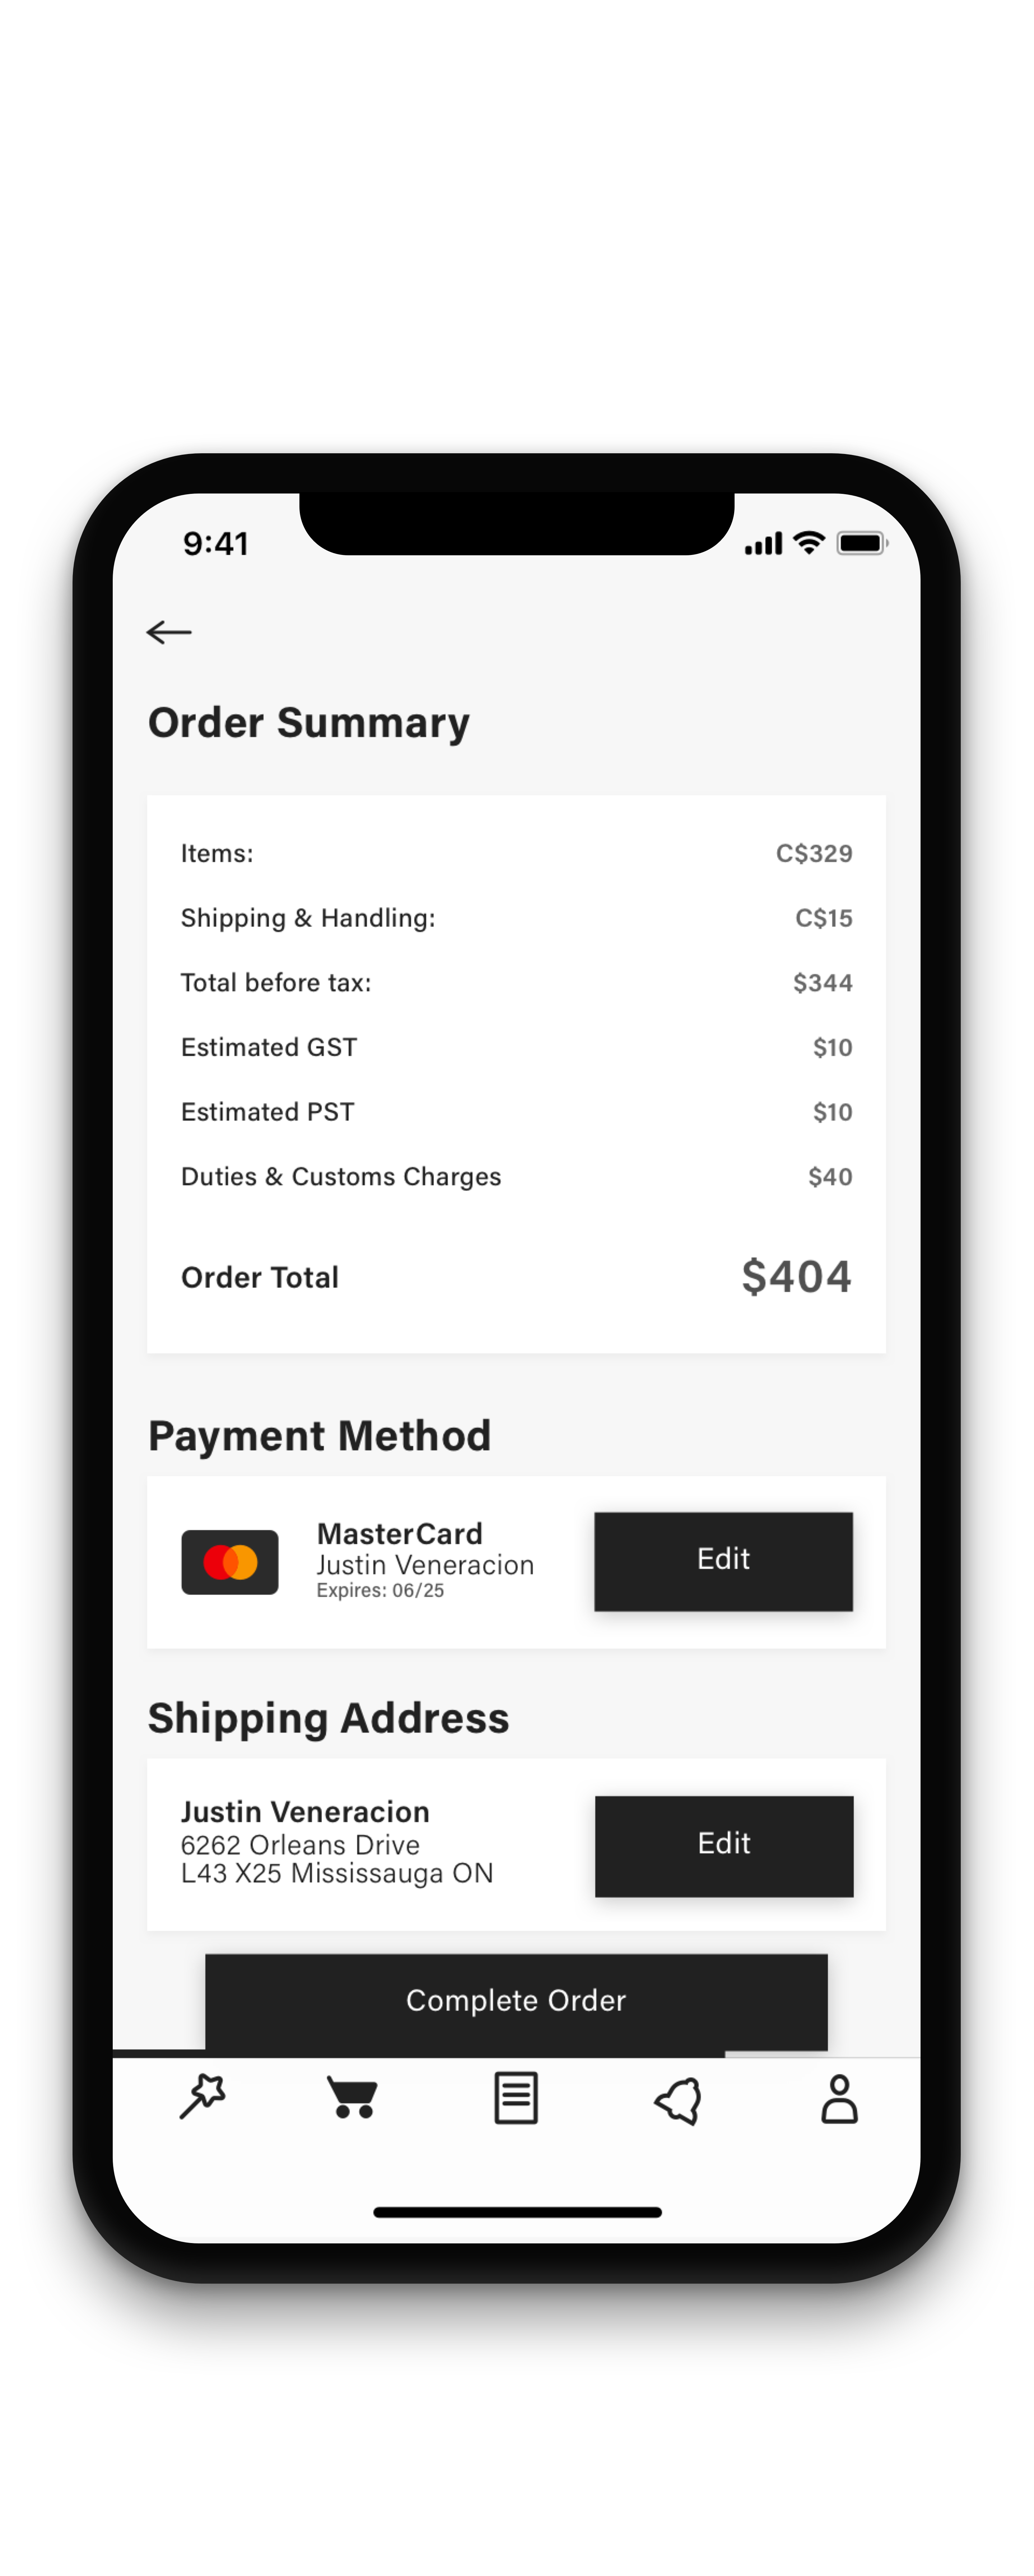 9:41
Order Summary
Items: C$329
Shipping & Handling: C$15
Total before tax: $344
Estimated GST $10
Estimated PST $10
Duties & Customs Charges $40
Order Total $404
Payment Method
MasterCard
Justin Veneracion
Expires: 06/25
Edit
Shipping Address
Justin Veneracion
6262 Orleans Drive
L43 X25 Mississauga ON
Edit
Complete Order